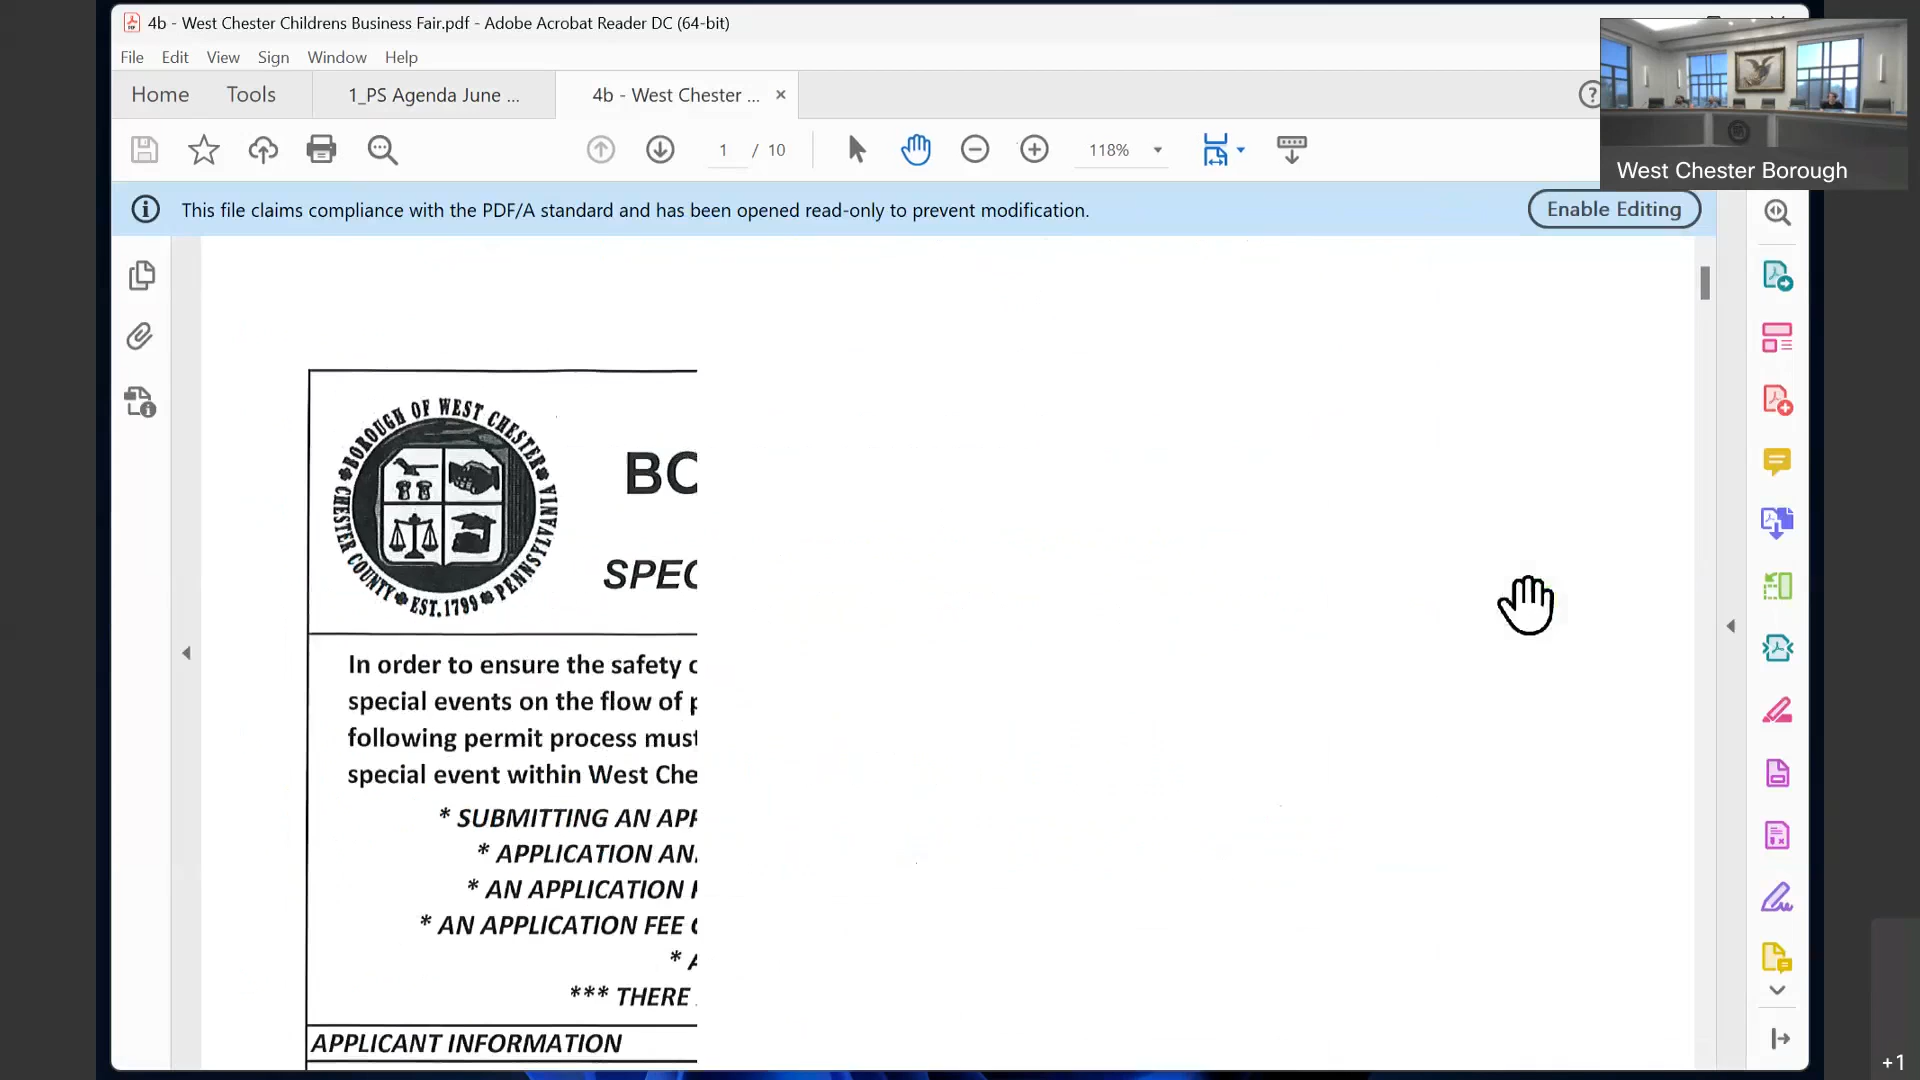 4b - West Chester Childrens Business Fair.pdf - Adobe Acrobat Reader DC (64-bit)
File Edit View Sign Window Help
Home Tools 1_PS Agenda June ... 4b - West Chester ...
1 / 10 118%
West Chester Borough
This file claims compliance with the PDF/A standard and has been opened read-only to prevent modification.
Enable Editing
BOROUGH OF WEST CHESTER
CHESTER COUNTY PENNSYLVANIA
EST.1799
BO
SPEC
In order to ensure the safety
special events on the flow of
following permit process must
special event within West Che
* SUBMITTING AN APP
* APPLICATION AN
* AN APPLICATION
* AN APPLICATION FEE
* A
*** THERE
APPLICANT INFORMATION
+1